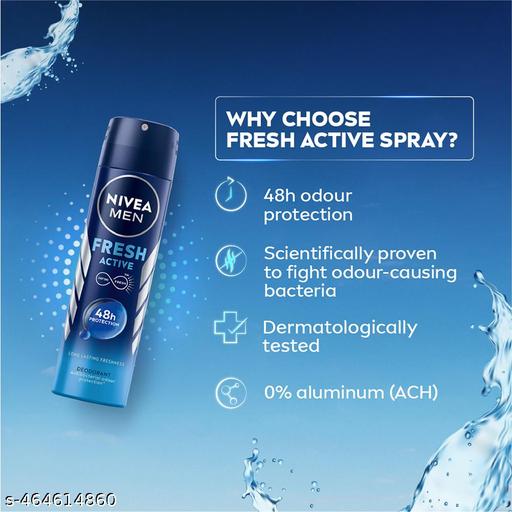 WHY CHOOSE
FRESH ACTIVE SPRAY?
48h odour
protection
Scientifically proven
to fight odour-causing
bacteria
Dermatologically
tested
0% aluminum (ACH)
NIVEA
MEN
FRESH
ACTIVE
FRESH
48h
PROTECTION
LONG LASTING FRESHNESS
DEODORANT
s-464614860